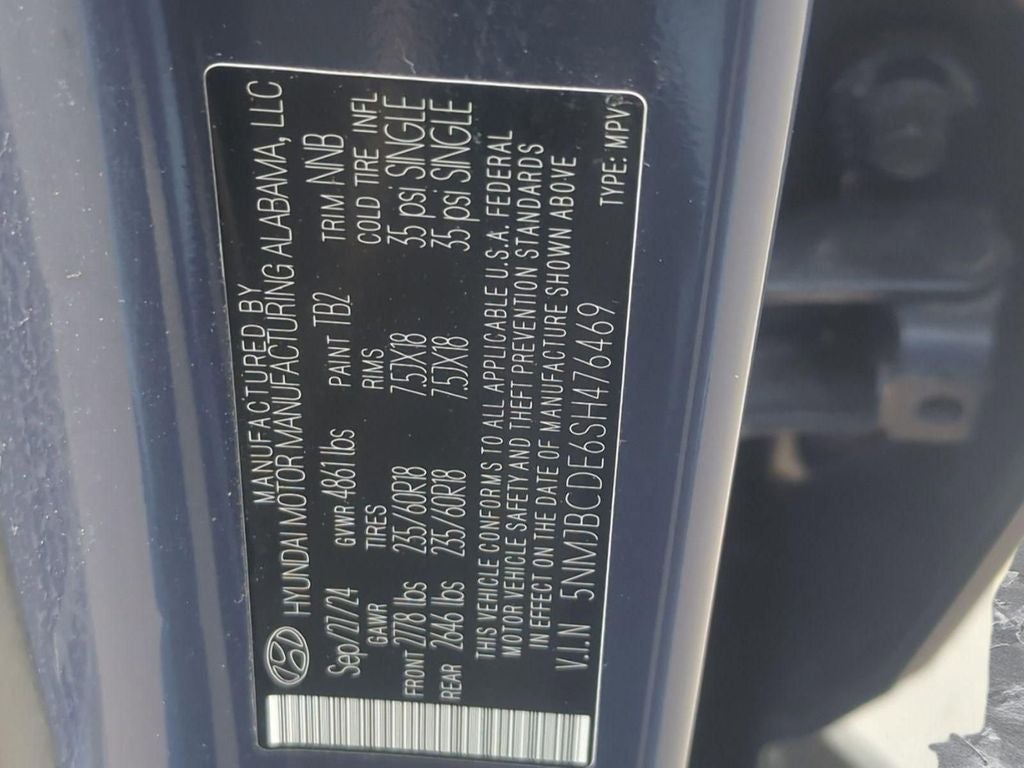 MANUFACTURED BY
HYUNDAI MOTOR MANUFACTURING ALABAMA, LLC
Sep/27/24 GVWR 4861 lbs PAINT TB2 TRIM NNB
GAWR TIRES RIMS COLD TIRE INFL
FRONT 2778 lbs 235/60R18 7.5JX18 35 psi SINGLE
REAR 2646 lbs 235/60R18 7.5JX18 35 psi SINGLE
THIS VEHICLE CONFORMS TO ALL APPLICABLE U.S.A. FEDERAL
MOTOR VEHICLE SAFETY AND THEFT PREVENTION STANDARDS
IN EFFECT ON THE DATE OF MANUFACTURE SHOWN ABOVE
V.I.N 5NMJBCDE6SH476469 TYPE: MPV